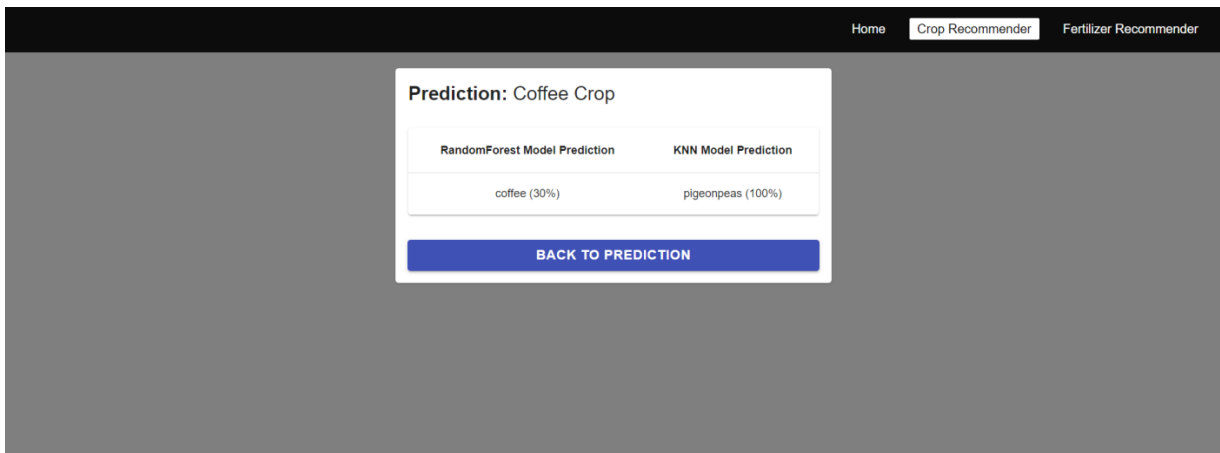 Home Crop Recommender Fertilizer Recommender
Prediction: Coffee Crop
RandomForest Model Prediction KNN Model Prediction
coffee (30%) pigeonpeas (100%)
BACK TO PREDICTION